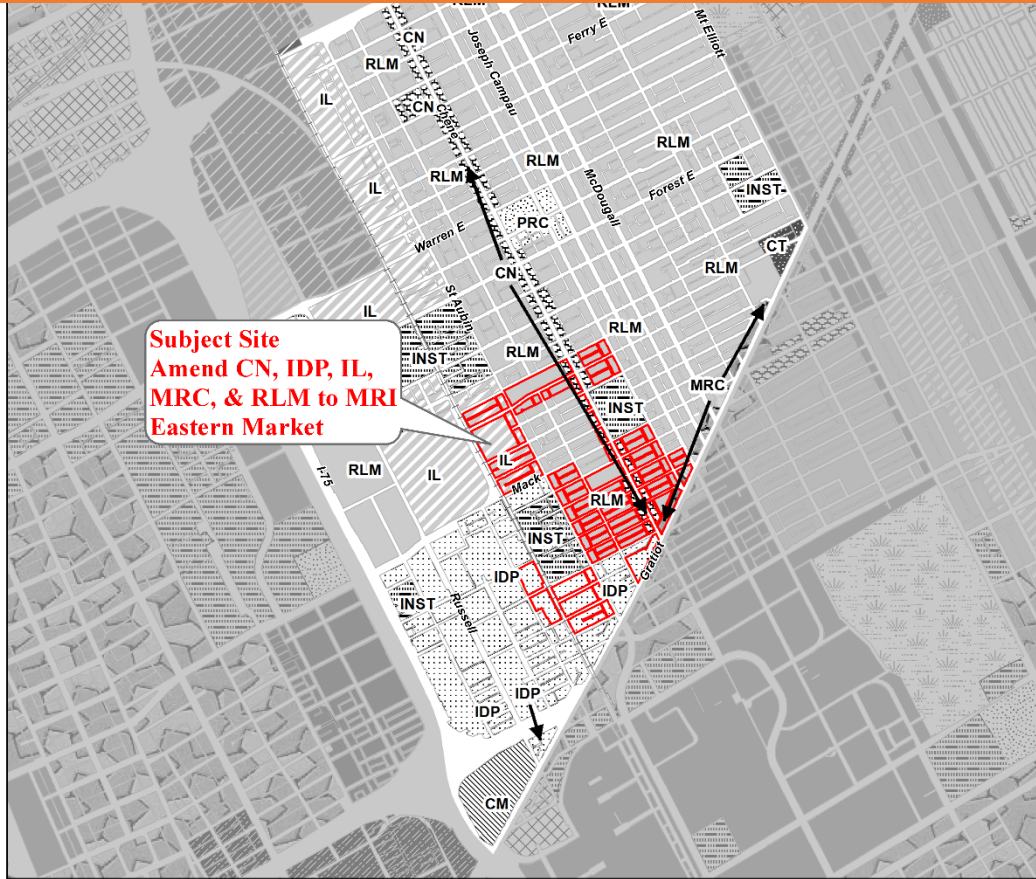 RLM
RLM
CN
Joseph Campau
Ferry E
Mt Elliott
RLM
IL
CN
Chene
RLM
RLM
IL
RLM
McDougall
Forest E
INST
PRC
Warren E
CT
CN
RLM
St Aubin
IL
RLM
Subject Site
Amend CN, IDP, IL,
MRC, & RLM to MRI
Eastern Market
INST
RLM
MRC
INST
IL
RLM
IL
I-75
Mack
RLM
INST
Gratiot
IDP
IDP
INST
Russell
IDP
IDP
CM